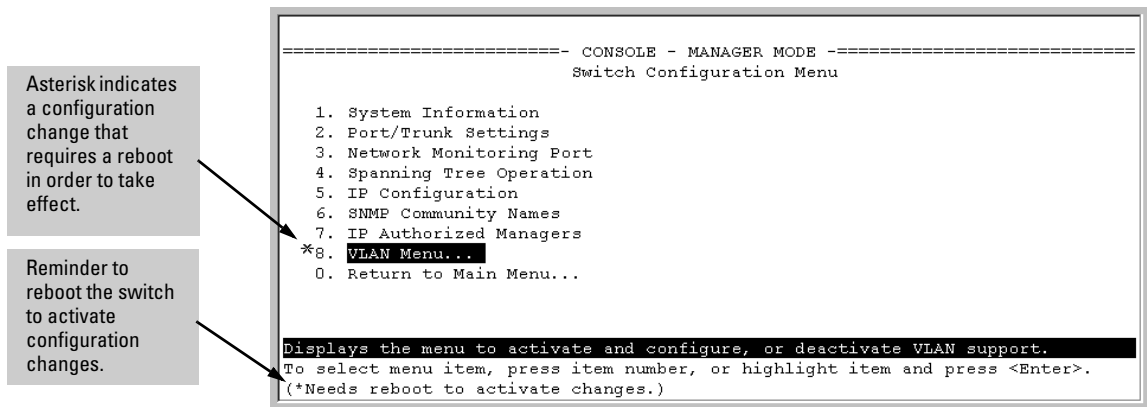 Asterisk indicates
a configuration
change that
requires a reboot
in order to take
effect.
Reminder to
reboot the switch
to activate
configuration
changes.
==========================- CONSOLE - MANAGER MODE -============================
Switch Configuration Menu
1. System Information
2. Port/Trunk Settings
3. Network Monitoring Port
4. Spanning Tree Operation
5. IP Configuration
6. SNMP Community Names
7. IP Authorized Managers
*8. VLAN Menu...
0. Return to Main Menu...
Displays the menu to activate and configure, or deactivate VLAN support.
To select menu item, press item number, or highlight item and press <Enter>.
(*Needs reboot to activate changes.)